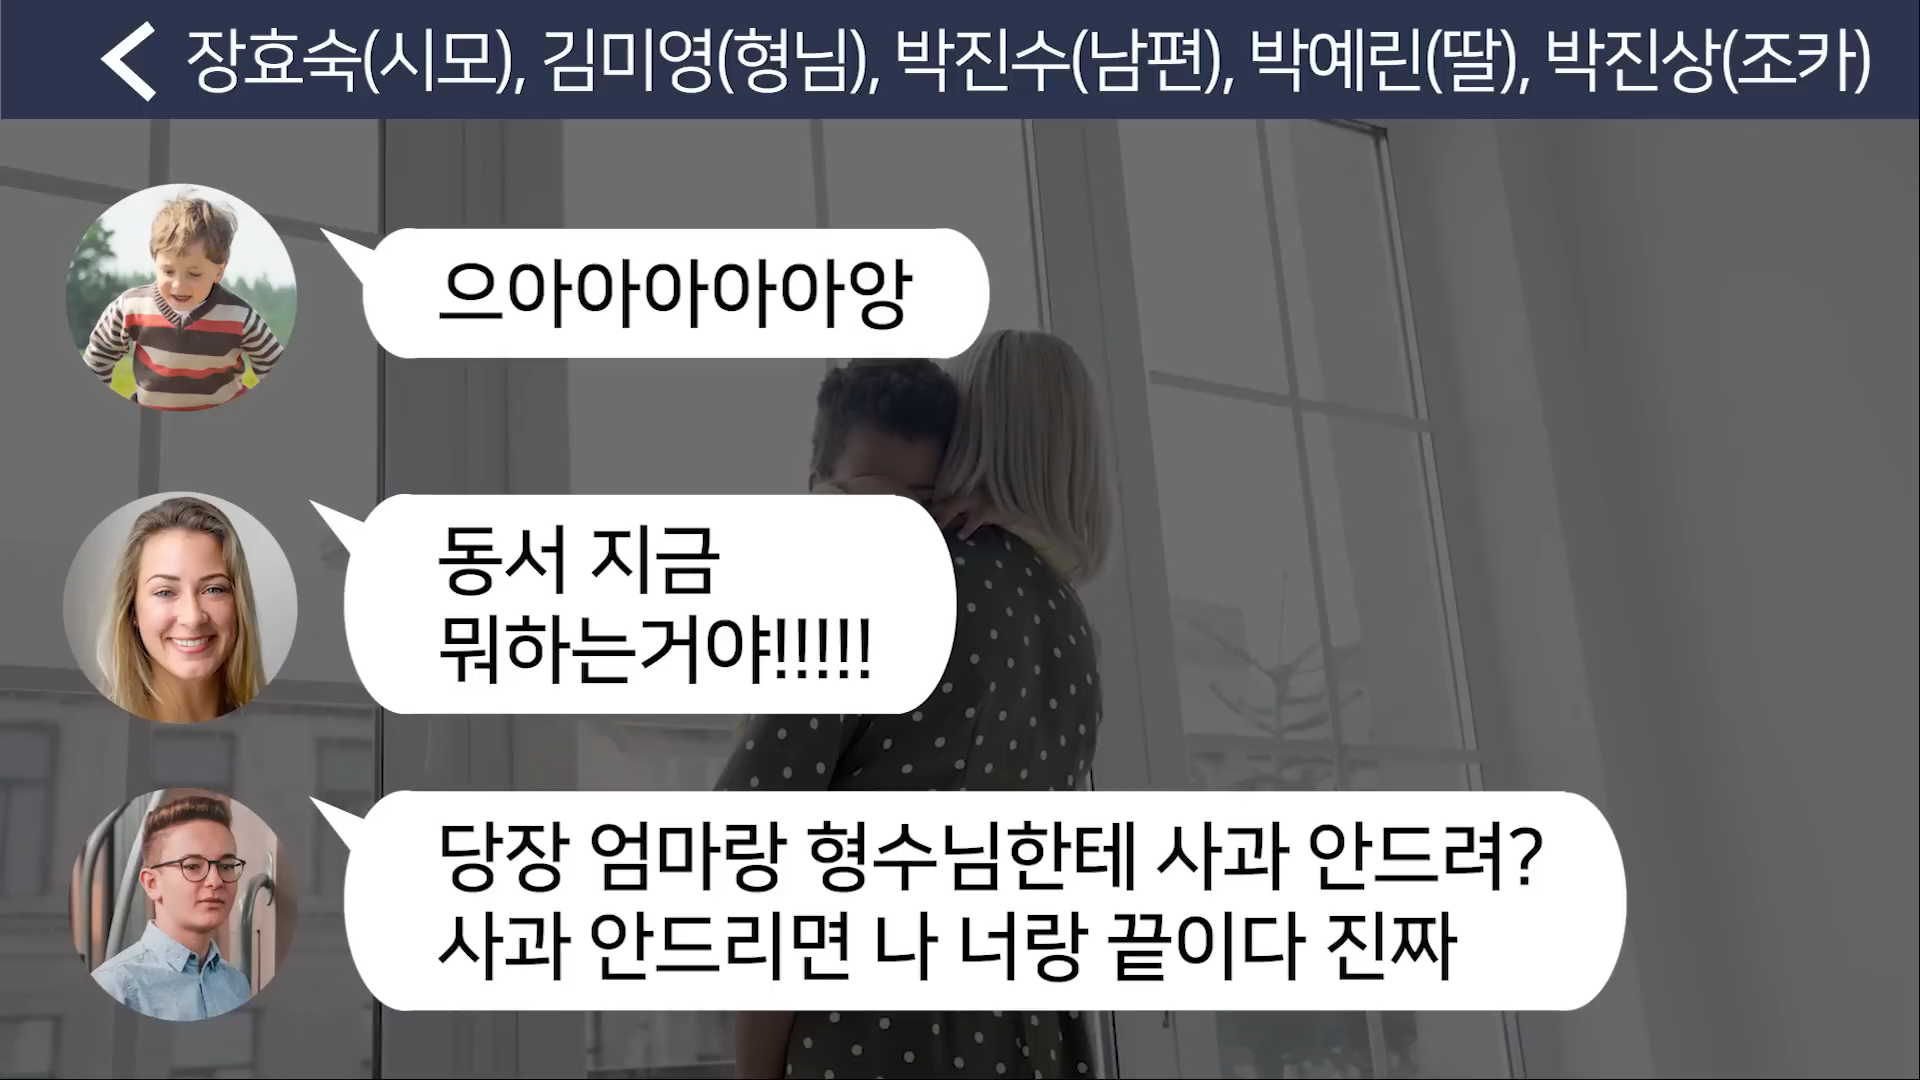 장효숙(시모), 김미영(형님), 박진수(남편), 박예린(딸), 박진상(조카)
으아아아아아앙
동서 지금
뭐하는거야!!!!!
당장 엄마랑 형수님한테 사과 안드려?
사과 안드리면 나 너랑 끝이다 진짜